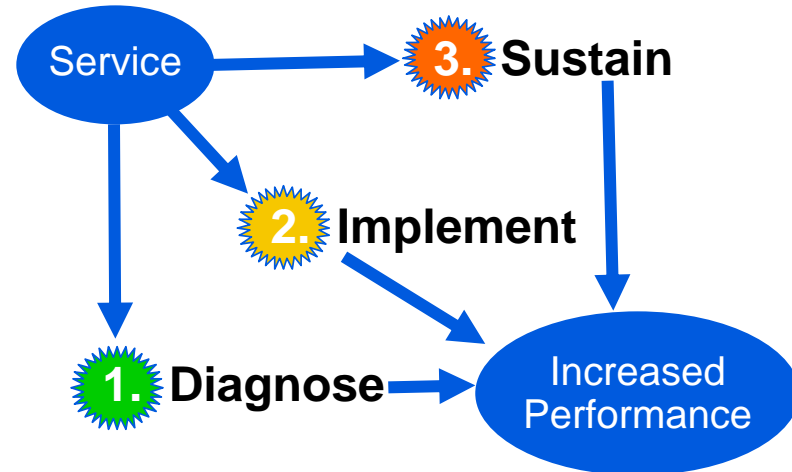 Service
3. Sustain
2. Implement
1. Diagnose
Increased
Performance